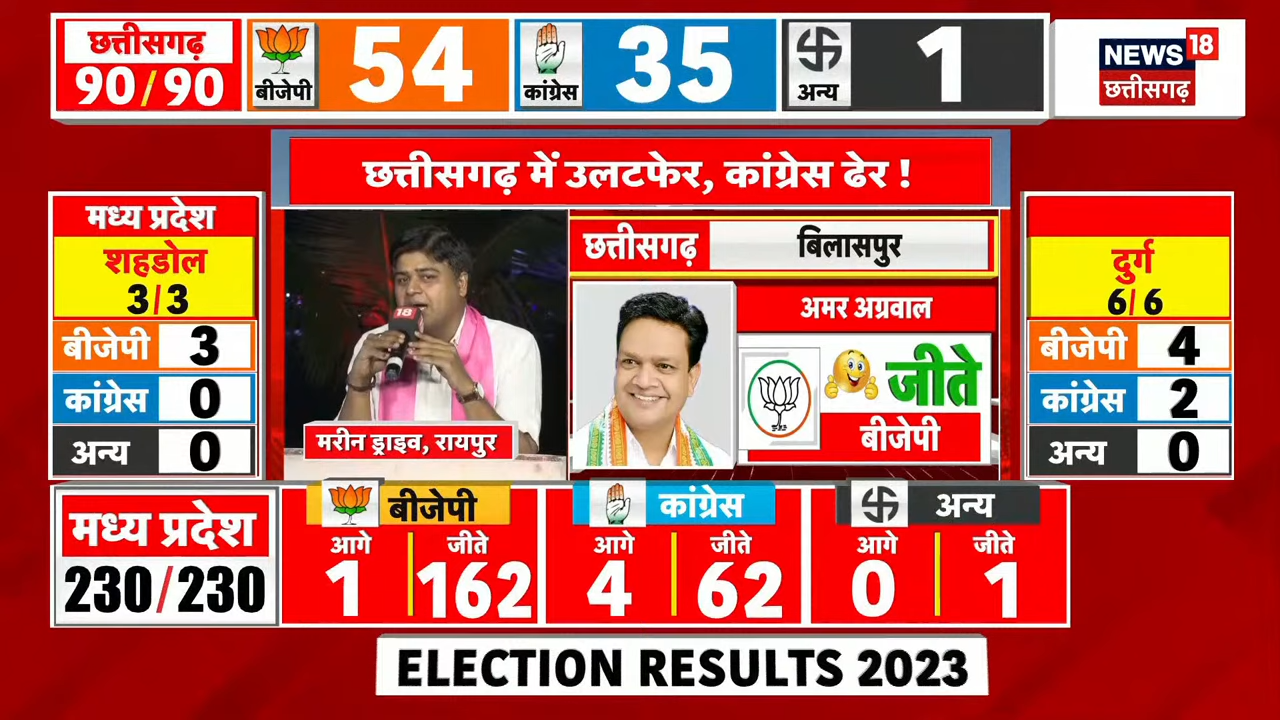 छत्तीसगढ़
90/90
बीजेपी
54
कांग्रेस
35
अन्य
1
NEWS 18
छत्तीसगढ़
छत्तीसगढ़ में उलटफेर, कांग्रेस ढेर !
मध्य प्रदेश
शहडोल
3/3
बीजेपी 3
कांग्रेस 0
अन्य 0
18
मरीन ड्राइव, रायपुर
छत्तीसगढ़ बिलासपुर
अमर अग्रवाल
जीते
बीजेपी
दुर्ग
6/6
बीजेपी 4
कांग्रेस 2
अन्य 0
मध्य प्रदेश
230/230
बीजेपी
आगे जीते
1 162
कांग्रेस
आगे जीते
4 62
अन्य
आगे जीते
0 1
ELECTION RESULTS 2023